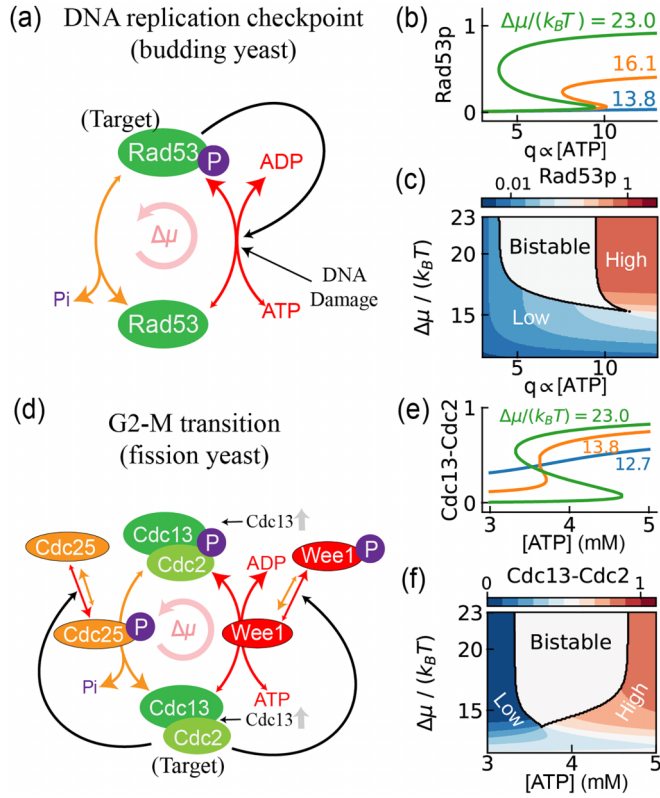 (a)
DNA replication checkpoint
(budding yeast)
(Target)
Rad53
P
ADP
Δμ
Pi
DNA
Damage
Rad53
ATP
(b)
Δμ/(k_BT) = 23.0
16.1
13.8
Rad53p
1
0
5
10
q∝[ATP]
(c)
Rad53p
0.01
1
Δμ / (k_BT)
23
20
15
Bistable
High
Low
5
10
q∝[ATP]
(d)
G2-M transition
(fission yeast)
Cdc13
P
Cdc2
Cdc13
Cdc25
ADP
Wee1
P
Cdc25
P
Δμ
Wee1
Pi
ATP
Cdc13
Cdc13
Cdc2
(Target)
(e)
Δμ/(k_BT) = 23.0
13.8
12.7
Cdc13-Cdc2
1
0
3
4
5
[ATP] (mM)
(f)
Cdc13-Cdc2
0
1
Δμ / (k_BT)
23
20
15
Bistable
Low
High
3
4
5
[ATP] (mM)